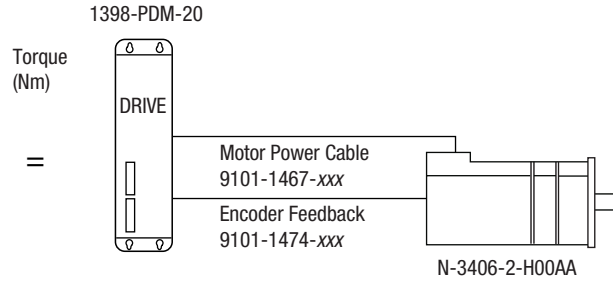 1398-PDM-20
Torque
(Nm)
DRIVE
=
Motor Power Cable
9101-1467-xxx
Encoder Feedback
9101-1474-xxx
N-3406-2-H00AA